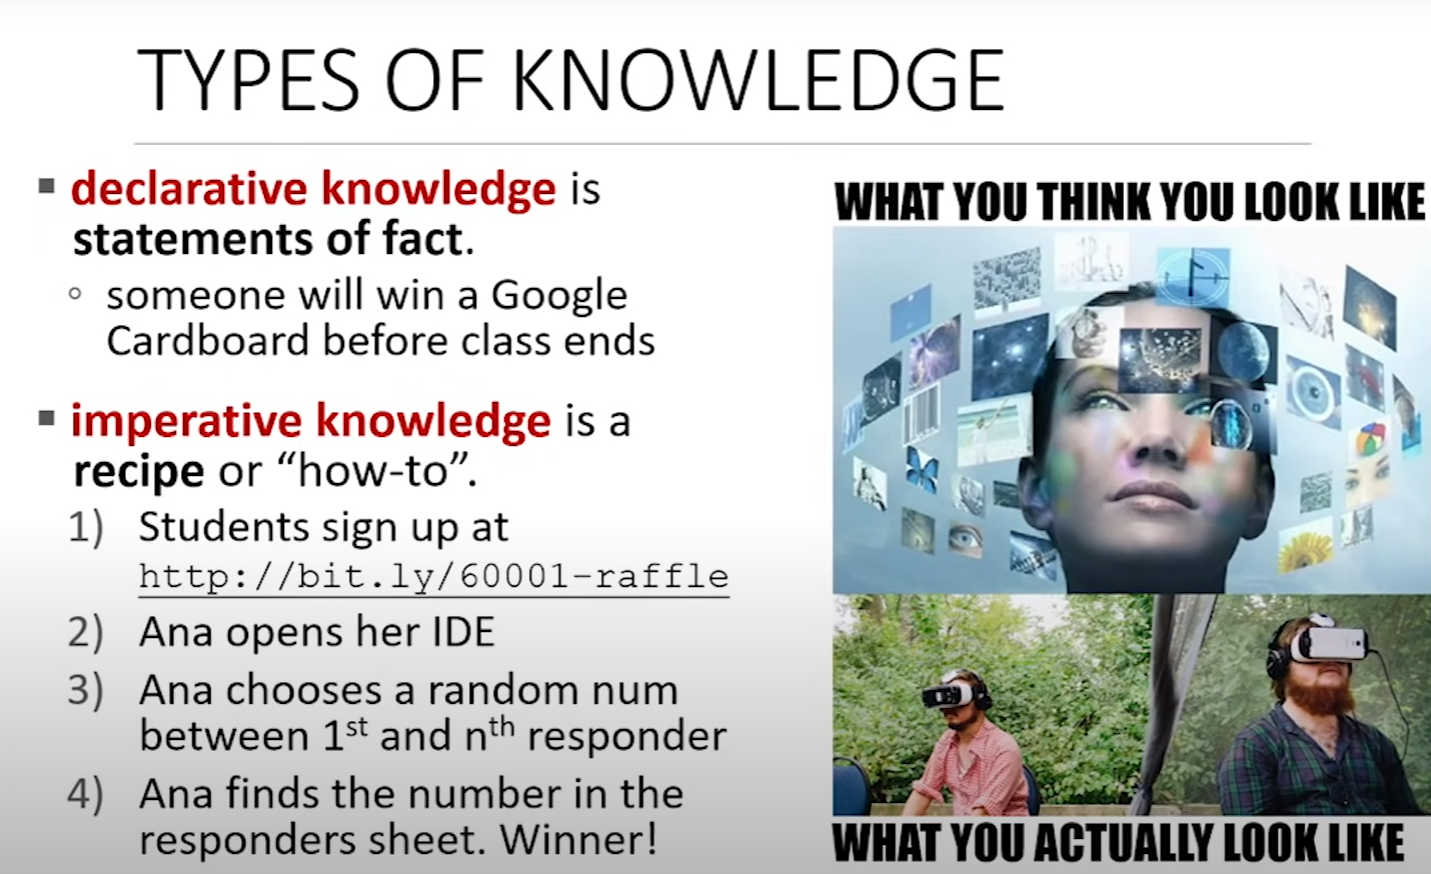 TYPES OF KNOWLEDGE
▪ declarative knowledge is
statements of fact.
◦ someone will win a Google
Cardboard before class ends
▪ imperative knowledge is a
recipe or “how-to”.
1) Students sign up at
http://bit.ly/60001-raffle
2) Ana opens her IDE
3) Ana chooses a random num
between 1st and nth responder
4) Ana finds the number in the
responders sheet. Winner!
WHAT YOU THINK YOU LOOK LIKE
WHAT YOU ACTUALLY LOOK LIKE